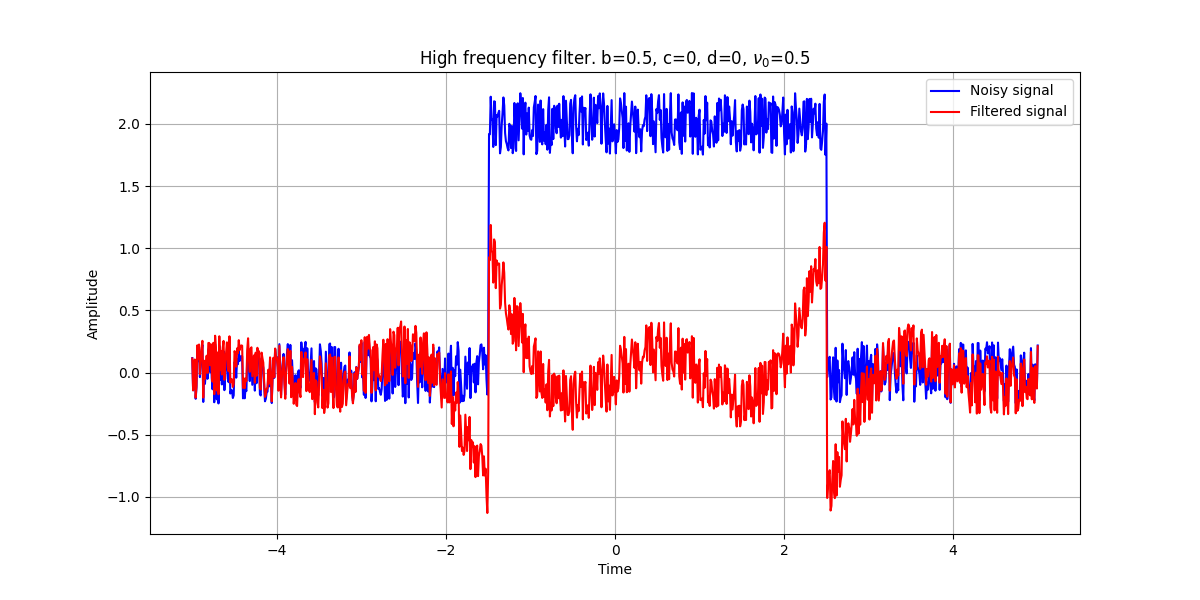 High frequency filter. b=0.5, c=0, d=0, ν₀=0.5
Noisy signal
Filtered signal
Amplitude
2.0
1.5
1.0
0.5
0.0
−0.5
−1.0
−4
−2
0
2
4
Time